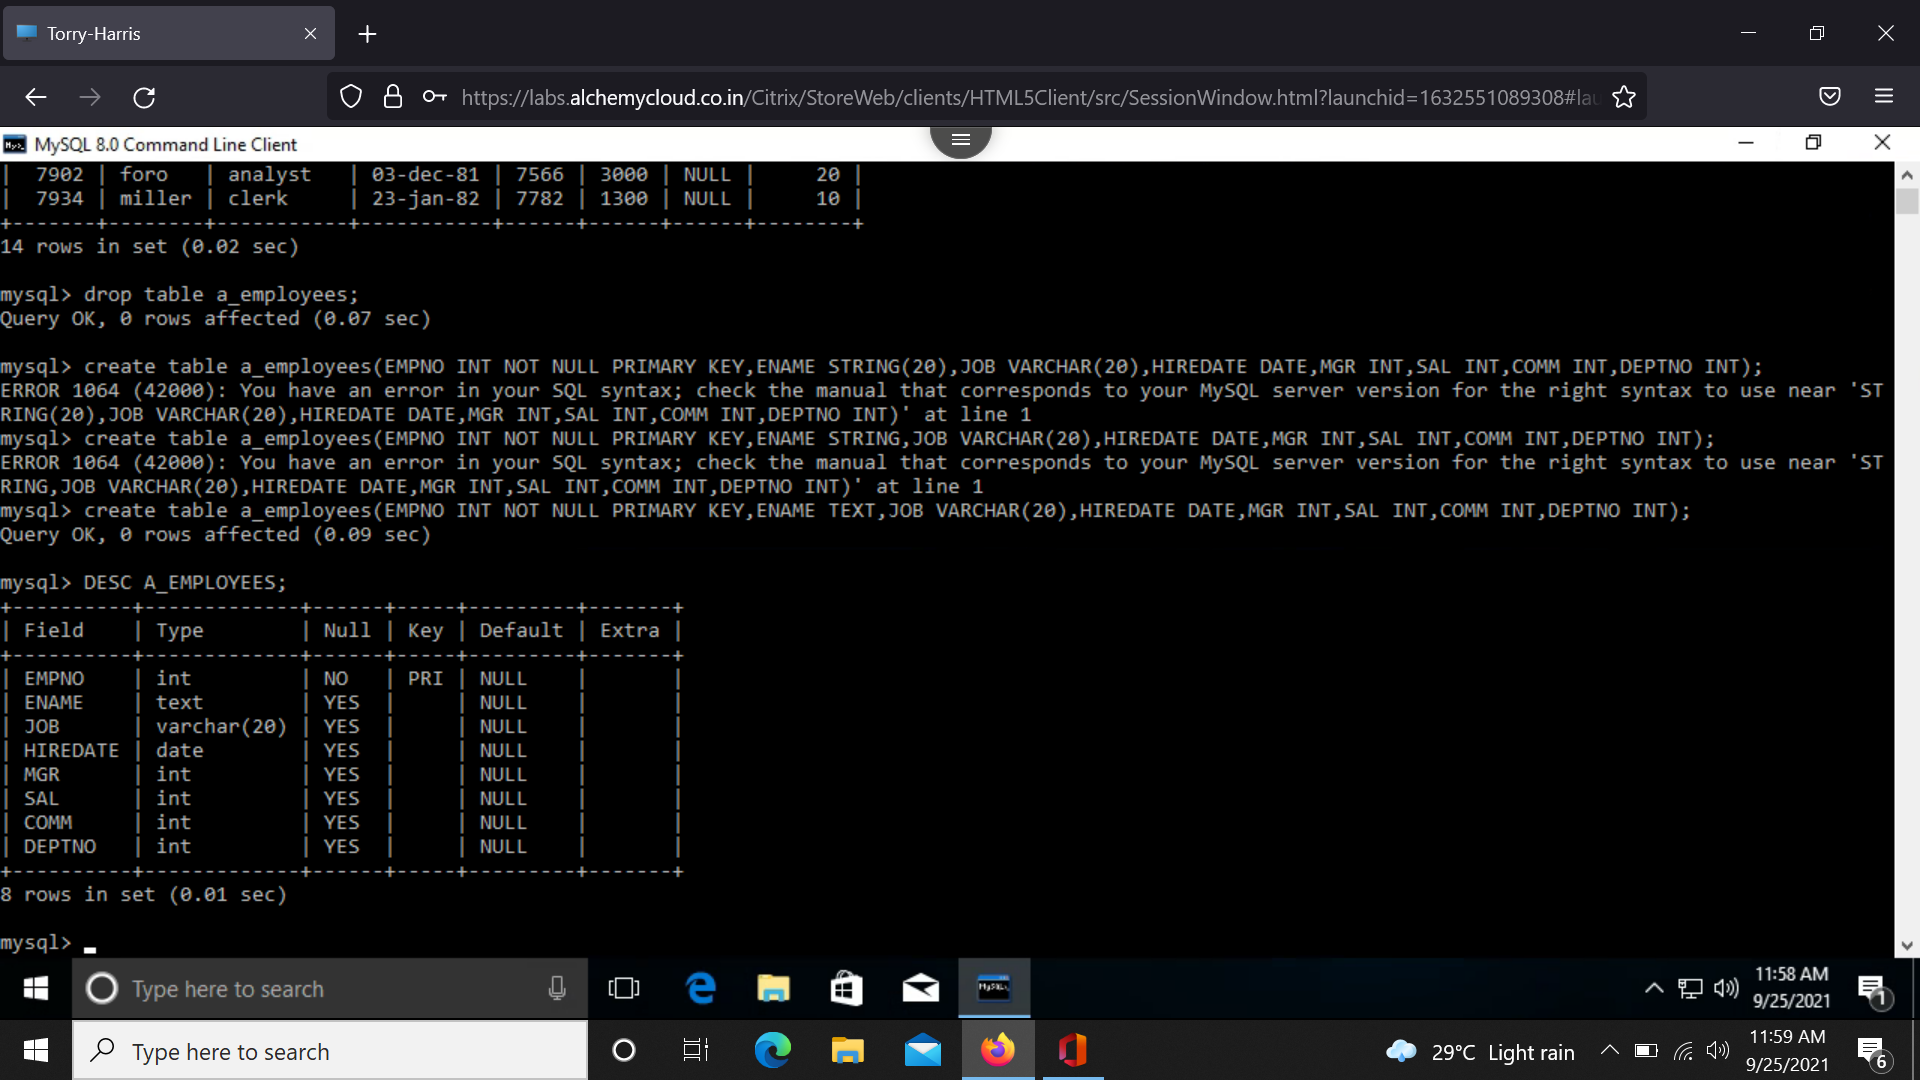 Torry-Harris
https://labs.alchemycloud.co.in/Citrix/StoreWeb/clients/HTML5Client/src/SessionWindow.html?launchid=1632551089308#lau
MySQL 8.0 Command Line Client
| 7902 | foro | analyst | 03-dec-81 | 7566 | 3000 | NULL | 20 |
| 7934 | miller | clerk | 23-jan-82 | 7782 | 1300 | NULL | 10 |
+-------+--------+-----------+-----------+------+------+------+--------+
14 rows in set (0.02 sec)
mysql> drop table a_employees;
Query OK, 0 rows affected (0.07 sec)
mysql> create table a_employees(EMPNO INT NOT NULL PRIMARY KEY,ENAME STRING(20),JOB VARCHAR(20),HIREDATE DATE,MGR INT,SAL INT,COMM INT,DEPTNO INT);
ERROR 1064 (42000): You have an error in your SQL syntax; check the manual that corresponds to your MySQL server version for the right syntax to use near 'ST
RING(20),JOB VARCHAR(20),HIREDATE DATE,MGR INT,SAL INT,COMM INT,DEPTNO INT)' at line 1
mysql> create table a_employees(EMPNO INT NOT NULL PRIMARY KEY,ENAME STRING,JOB VARCHAR(20),HIREDATE DATE,MGR INT,SAL INT,COMM INT,DEPTNO INT);
ERROR 1064 (42000): You have an error in your SQL syntax; check the manual that corresponds to your MySQL server version for the right syntax to use near 'ST
RING,JOB VARCHAR(20),HIREDATE DATE,MGR INT,SAL INT,COMM INT,DEPTNO INT)' at line 1
mysql> create table a_employees(EMPNO INT NOT NULL PRIMARY KEY,ENAME TEXT,JOB VARCHAR(20),HIREDATE DATE,MGR INT,SAL INT,COMM INT,DEPTNO INT);
Query OK, 0 rows affected (0.09 sec)
mysql> DESC A_EMPLOYEES;
+----------+-------------+------+-----+---------+-------+
| Field | Type | Null | Key | Default | Extra |
+----------+-------------+------+-----+---------+-------+
| EMPNO | int | NO | PRI | NULL | |
| ENAME | text | YES | | NULL | |
| JOB | varchar(20) | YES | | NULL | |
| HIREDATE | date | YES | | NULL | |
| MGR | int | YES | | NULL | |
| SAL | int | YES | | NULL | |
| COMM | int | YES | | NULL | |
| DEPTNO | int | YES | | NULL | |
+----------+-------------+------+-----+---------+-------+
8 rows in set (0.01 sec)
mysql> _
Type here to search
11:58 AM
9/25/2021
1
Type here to search
29°C Light rain
11:59 AM
9/25/2021
6